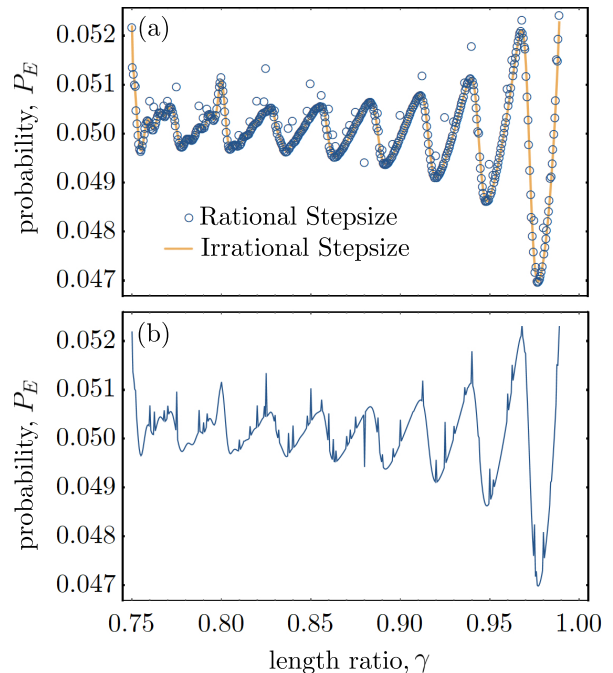 (a)
0.052
0.051
0.050
0.049
0.048
0.047
probability, P_E
Rational Stepsize
Irrational Stepsize
(b)
0.052
0.051
0.050
0.049
0.048
0.047
probability, P_E
0.75 0.80 0.85 0.90 0.95 1.00
length ratio, γ